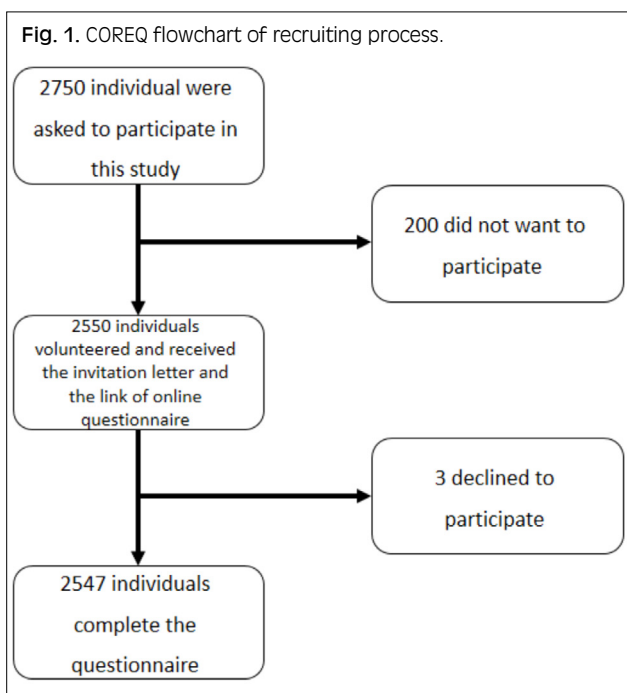 Fig. 1. COREQ flowchart of recruiting process.
2750 individual were
asked to participate in
this study
200 did not want to
participate
2550 individuals
volunteered and received
the invitation letter and
the link of online
questionnaire
3 declined to
participate
2547 individuals
complete the
questionnaire